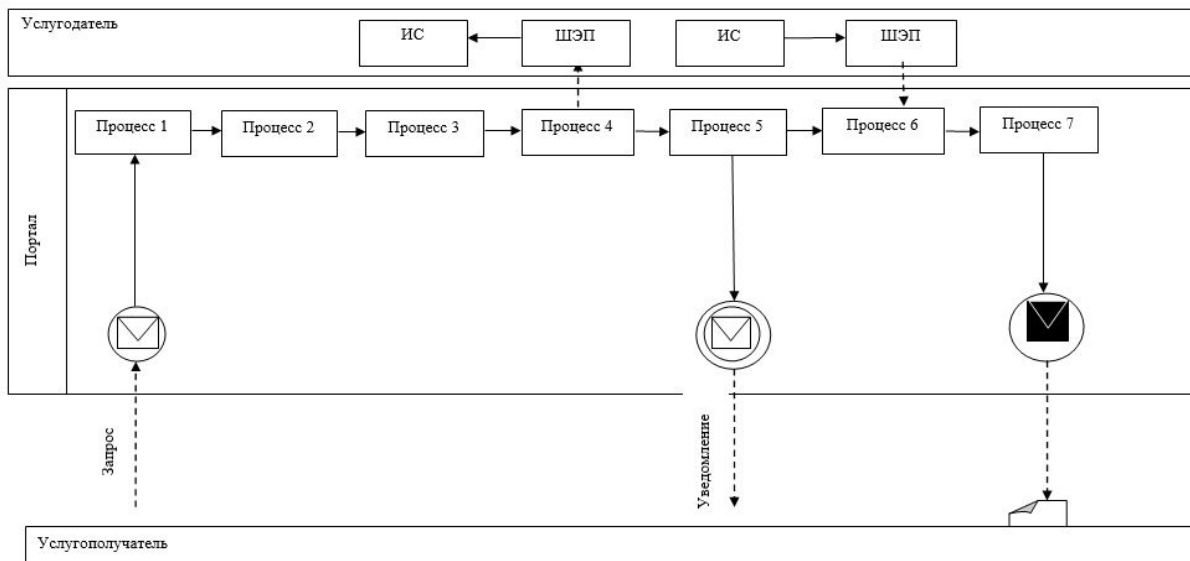 Услугодатель
ИС
ШЭП
ИС
ШЭП
Процесс 1
Процесс 2
Процесс 3
Процесс 4
Процесс 5
Процесс 6
Процесс 7
Портал
Запрос
Уведомление
Услугополучатель